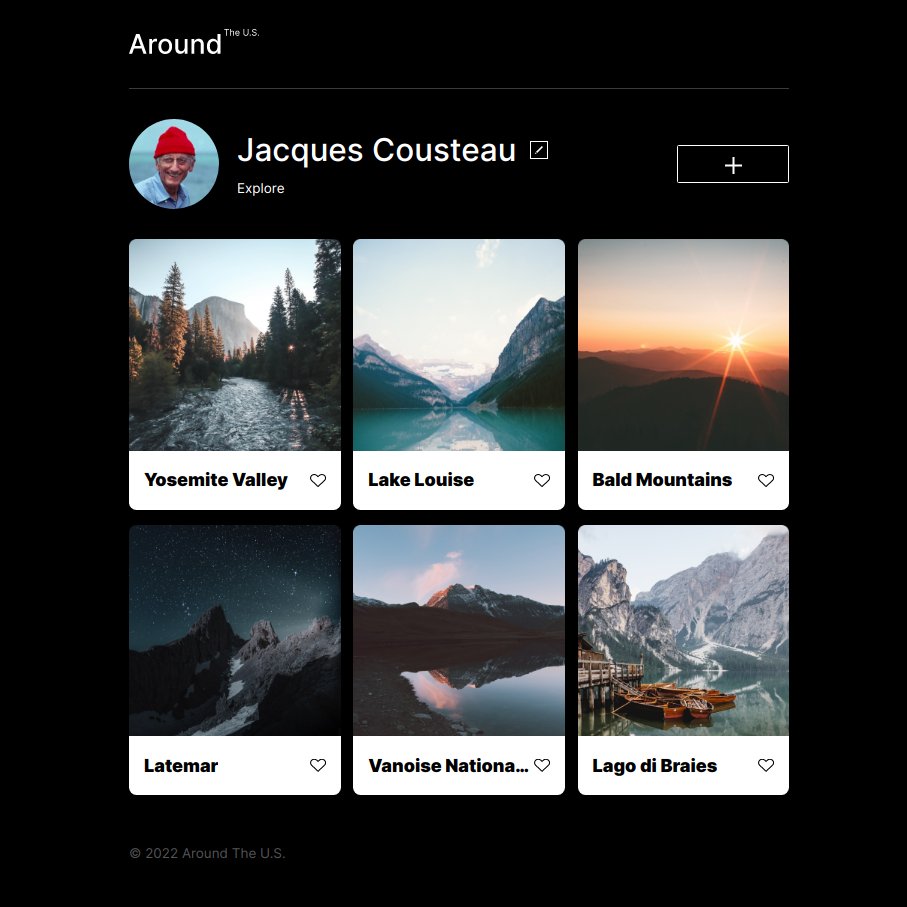 Around The U.S.
Jacques Cousteau
Explore
Yosemite Valley
Lake Louise
Bald Mountains
Latemar
Vanoise Nationa...
Lago di Braies
© 2022 Around The U.S.